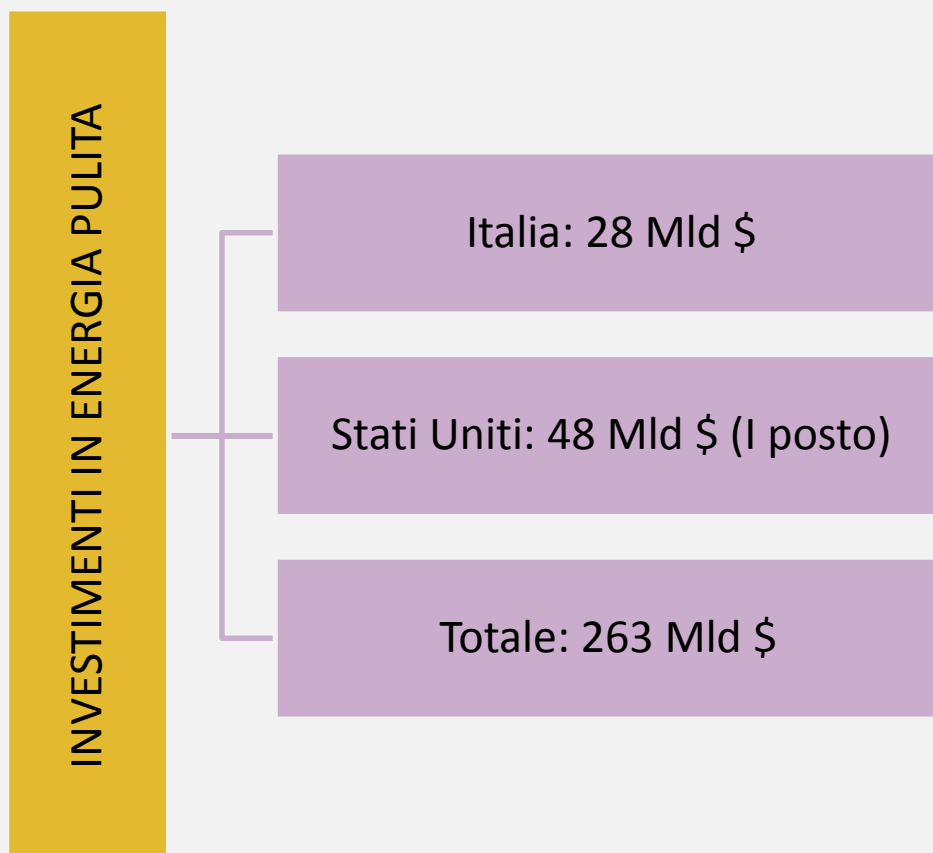 INVESTIMENTI IN ENERGIA PULITA
Italia: 28 Mld $
Stati Uniti: 48 Mld $ (I posto)
Totale: 263 Mld $